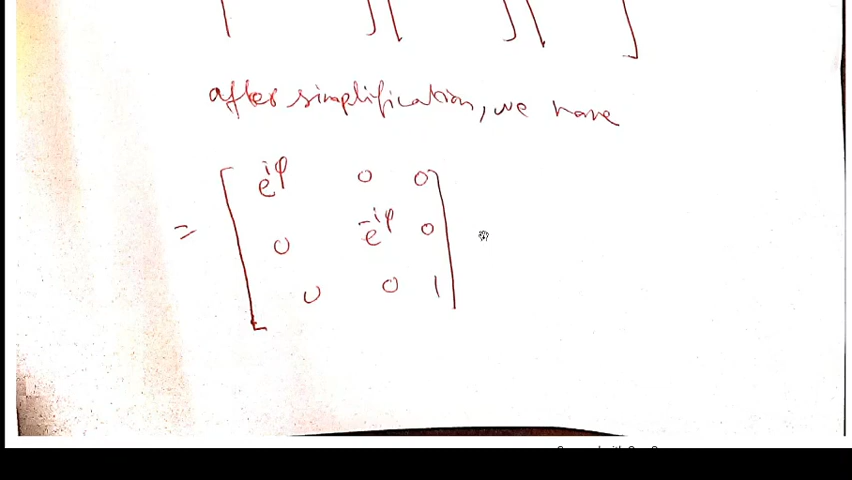 after simplification, we have
e^{iφ} 0 0
= 0 e^{-iφ} 0
0 0 1